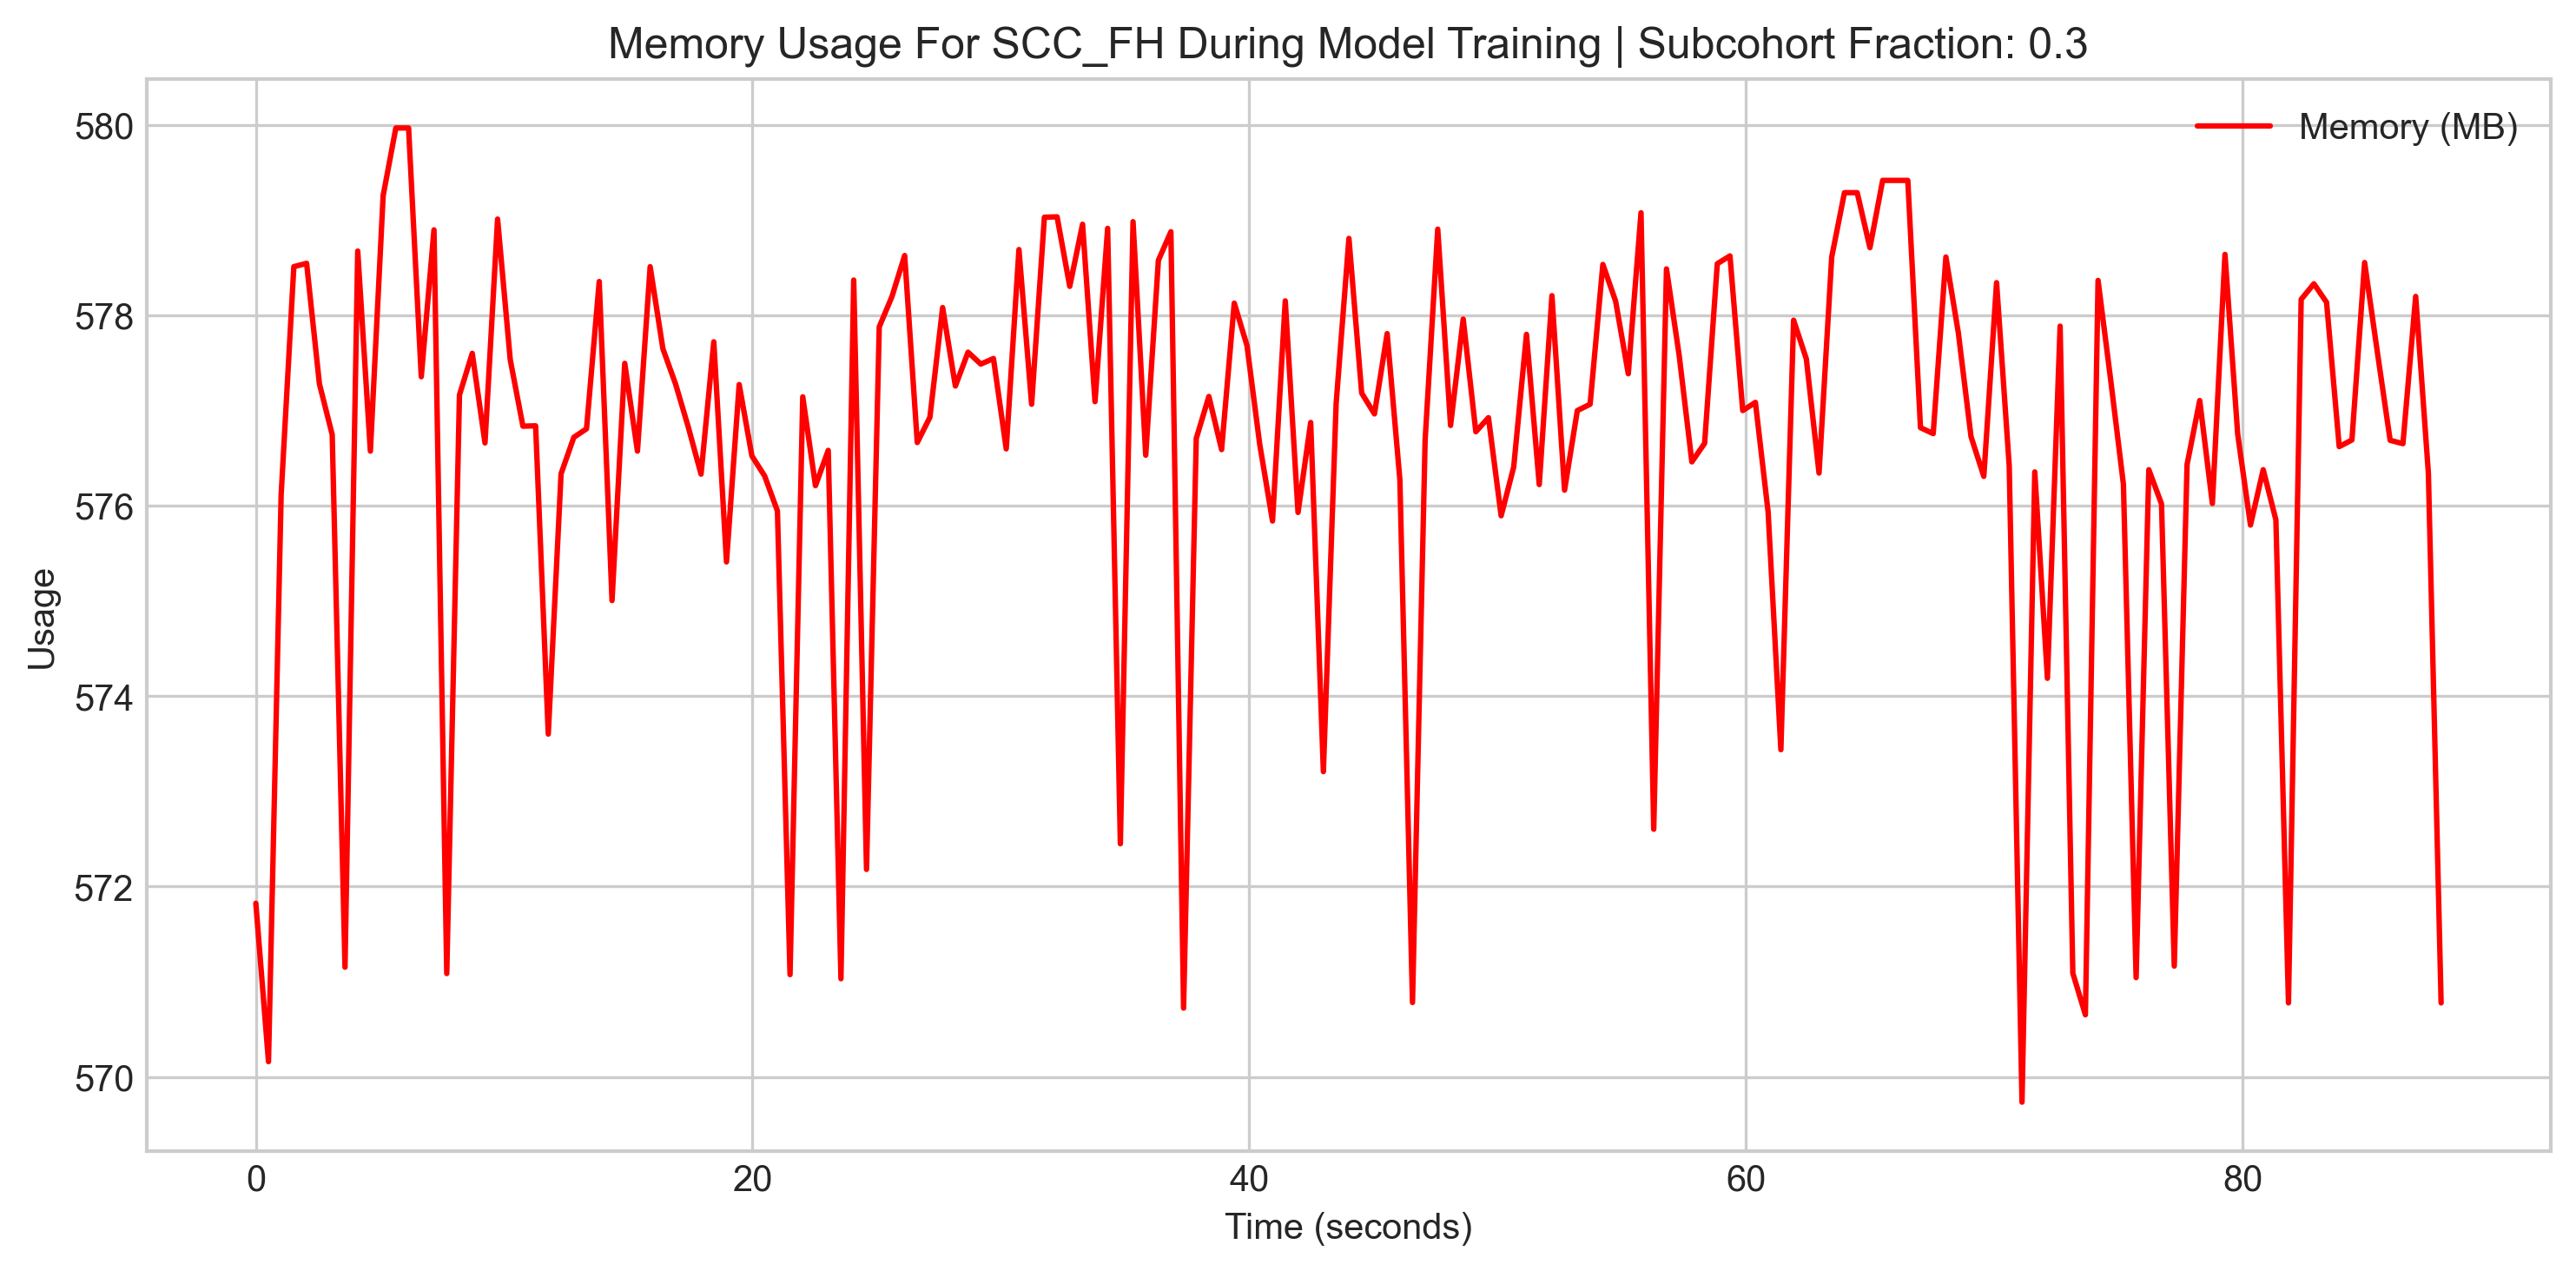 Memory Usage For SCC_FH During Model Training | Subcohort Fraction: 0.3
580
Memory (MB)
578
576
574
572
570
Usage
0 20 40 60 80
Time (seconds)